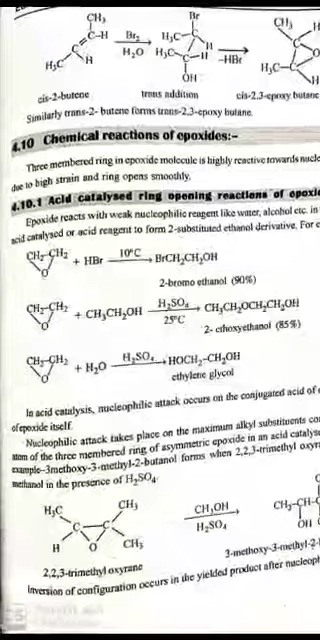 CH₃
C-H
H₃C
H
Br₂
H₂O
Br
H₃C
H
H₃C-C-H
OH
-HBr
CH₃
H
C
O
H₃C-C
H
cis-2-butene
trans addition
cis-2,3-epoxy butane
Similarly trans-2- butene forms trans-2,3-epoxy butane.
4.10 Chemical reactions of epoxides:-
Three membered ring in epoxide molecule is highly reactive towards
due to high strain and ring opens smoothly.
4.10.1 Acid catalysed ring opening reactions of
Epoxide reacts with weak nucleophilic reagent like water, alcohol etc. in
acid catalysed or acid reagent to form 2-substituted ethanol derivative. For
CH₂-CH₂ + HBr 10°C BrCH₂CH₂OH
O
2-bromo ethanol (90%)
CH₂-CH₂ + CH₃CH₂OH H₂SO₄ CH₃CH₂OCH₂CH₂OH
O
25°C
2- ethoxyethanol (85%)
CH₂-CH₂ + H₂O H₂SO₄ HOCH₂-CH₂OH
O
ethylene glycol
In acid catalysis, nucleophilic attack occurs on the conjugated acid of
of epoxide itself.
Nucleophilic attack takes place on the maximum alkyl substituents
atom of the three membered ring of asymmetric epoxide in an acid
example-3methoxy-3-methyl-2-butanol forms when 2,2,3-trimethyl
methanol in the presence of H₂SO₄.
H₃C
CH₃
C-C
H
O
CH₃
CH₃OH
H₂SO₄
CH₃-CH-
OH
2,2,3-trimethyl oxyrane
3-methoxy-3-methyl-2-
Inversion of configuration occurs in the yielded product after